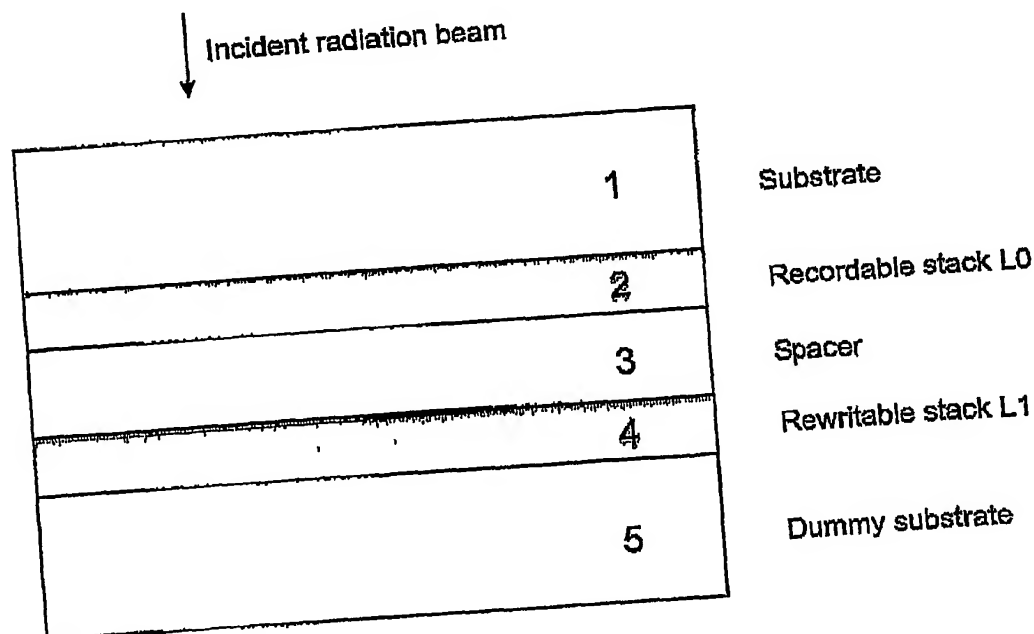 Incident radiation beam
1 Substrate
2 Recordable stack L0
3 Spacer
4 Rewritable stack L1
5 Dummy substrate